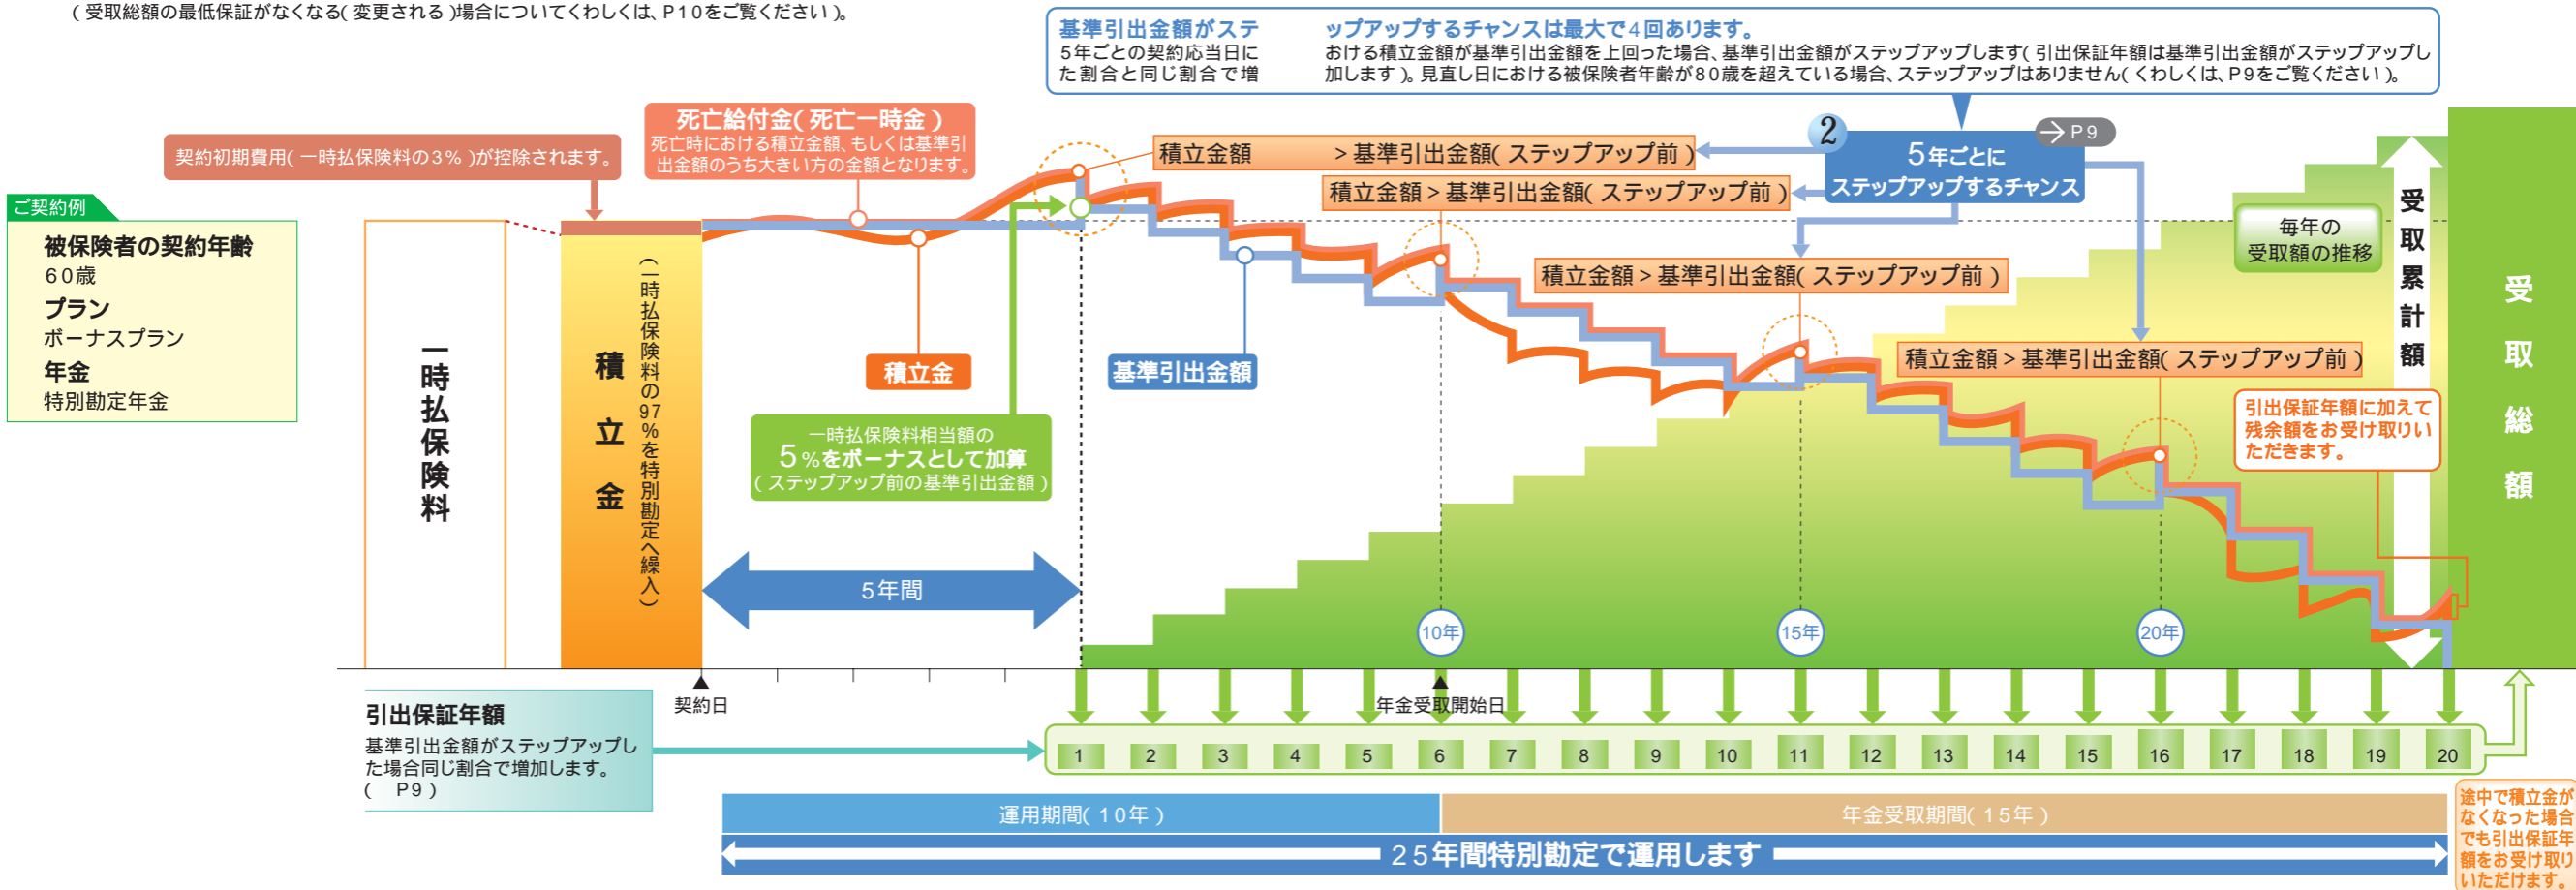 (受取総額の最低保証がなくなる(変更される)場合についてくわしくは、P10をご覧ください)。
基準引出金額がステ ップアップするチャンスは最大で4回あります。
5年ごとの契約応当日に おける積立金額が基準引出金額を上回った場合、基準引出金額がステップアップします(引出保証年額は基準引出金額がステップアップし
た割合と同じ割合で増 加します)。見直し日における被保険者年齢が80歳を超えている場合、ステップアップはありません(くわしくは、P9をご覧ください)。
契約初期費用(一時払保険料の3%)が控除されます。
死亡給付金(死亡一時金)
死亡時における積立金額、もしくは基準引
出金額のうち大きい方の金額となります。
積立金額 >基準引出金額(ステップアップ前)
積立金額>基準引出金額(ステップアップ前)
積立金額>基準引出金額(ステップアップ前)
積立金額>基準引出金額(ステップアップ前)
2
→P9
5年ごとに
ステップアップするチャンス
ご契約例
被保険者の契約年齢
60歳
プラン
ボーナスプラン
年金
特別勘定年金
一時払保険料
積立金
(一時払保険料の97%を特別勘定へ繰入)
積立金
基準引出金額
一時払保険料相当額の
5%をボーナスとして加算
(ステップアップ前の基準引出金額)
5年間
毎年の
受取額の推移
受取累計額
受取総額
引出保証年額に加えて
残余額をお受け取りい
ただきます。
10年
15年
20年
契約日
年金受取開始日
引出保証年額
基準引出金額がステップアップし
た場合同じ割合で増加します。
( P9)
1 2 3 4 5 6 7 8 9 10 11 12 13 14 15 16 17 18 19 20
運用期間(10年)
年金受取期間(15年)
25年間特別勘定で運用します
途中で積立金が
なくなった場合
でも引出保証年
額をお受け取り
いただけます。